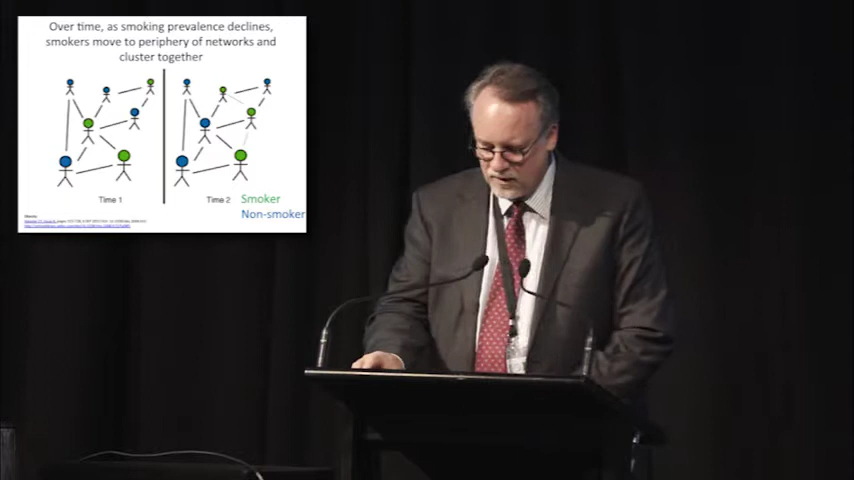 Over time, as smoking prevalence declines,
smokers move to periphery of networks and
cluster together
Time 1
Time 2
Smoker
Non-smoker